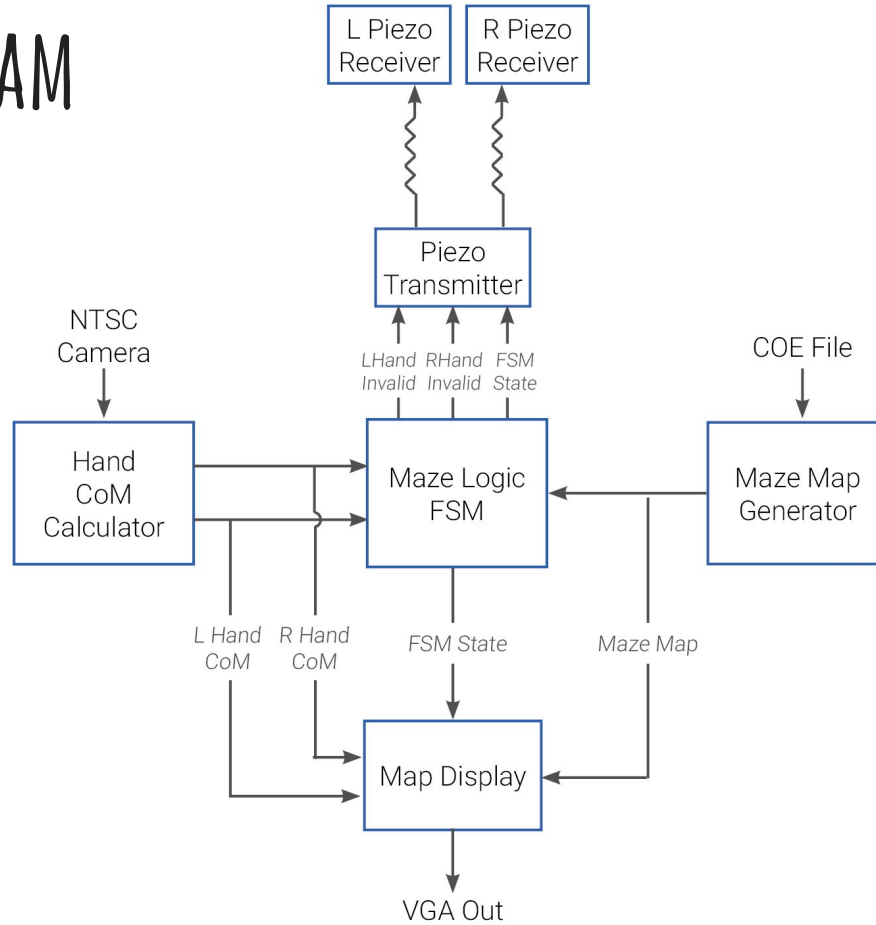 AM
L Piezo
Receiver
R Piezo
Receiver
Piezo
Transmitter
NTSC
Camera
LHand
Invalid
RHand
Invalid
FSM
State
COE File
Hand
CoM
Calculator
Maze Logic
FSM
Maze Map
Generator
L Hand
CoM
R Hand
CoM
FSM State
Maze Map
Map Display
VGA Out